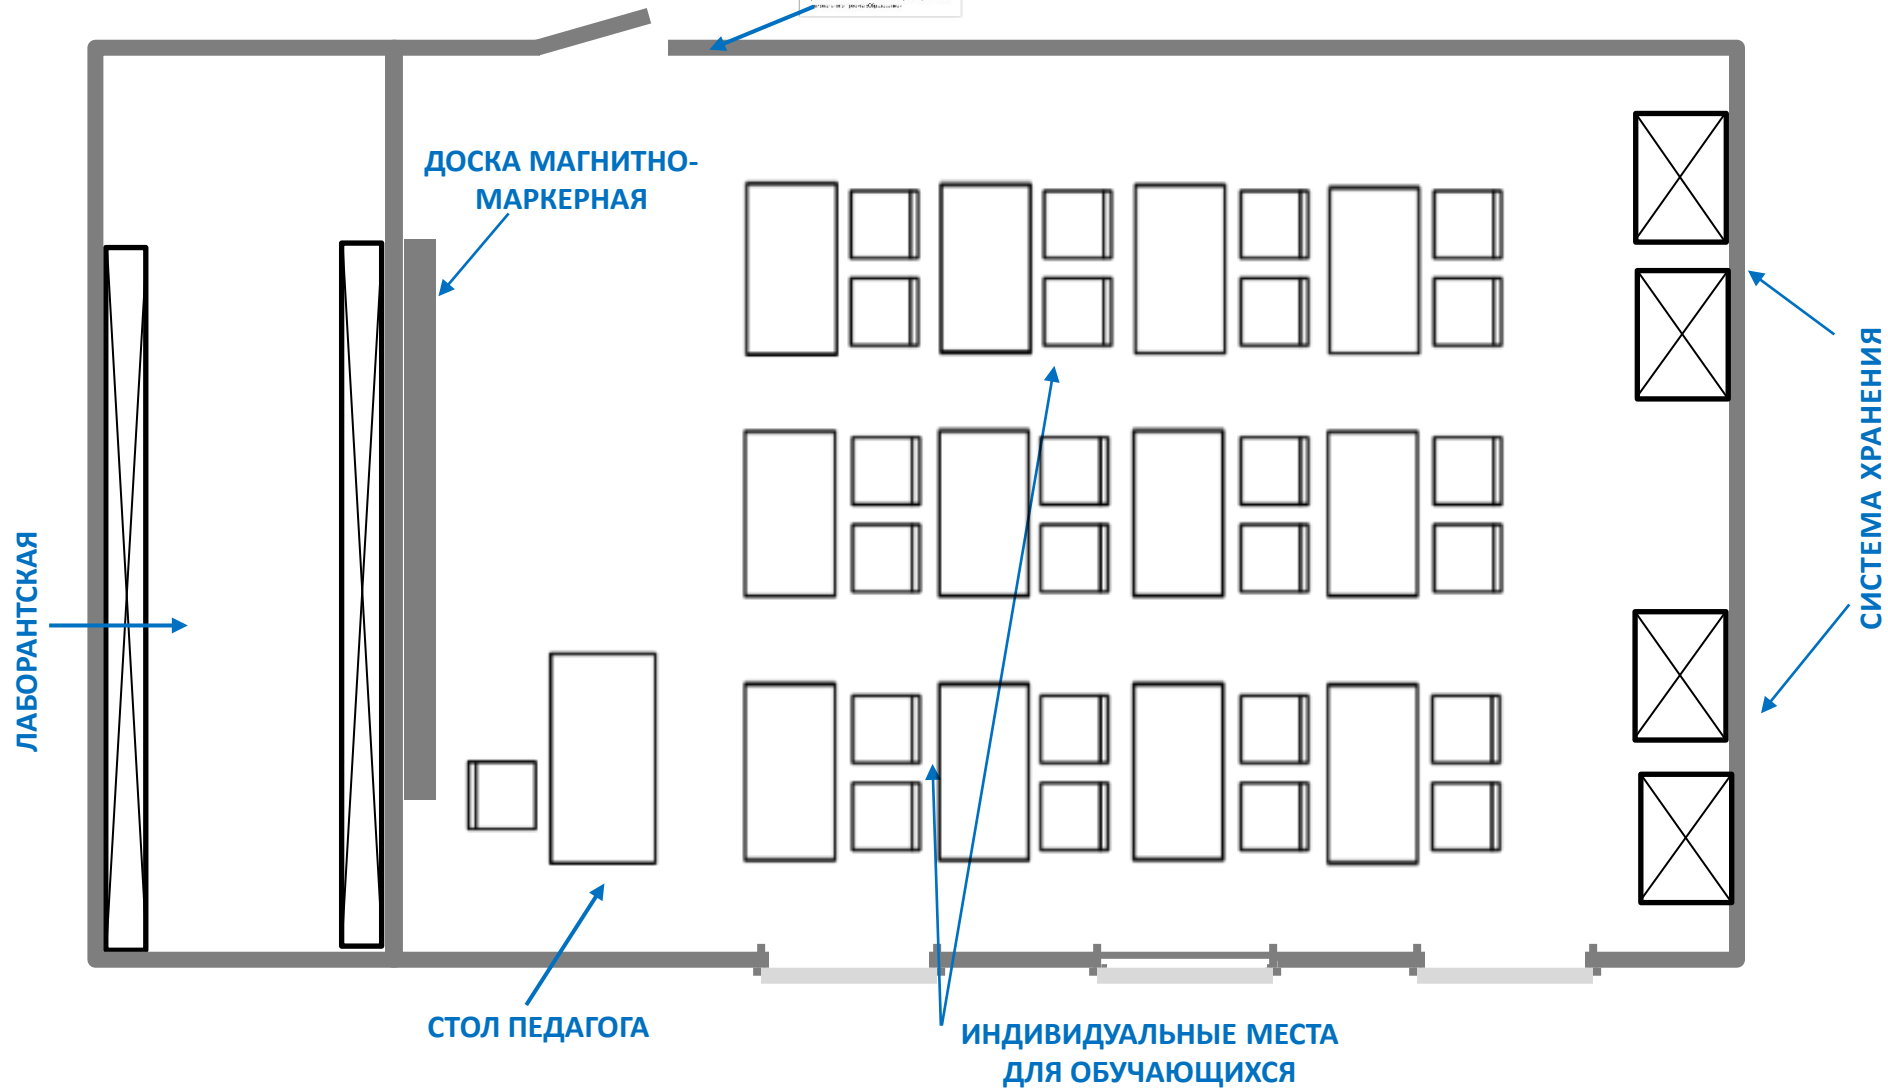 ДОСКА МАГНИТНО-
МАРКЕРНАЯ
СИСТЕМА ХРАНЕНИЯ
ЛАБОРАНТСКАЯ
СТОЛ ПЕДАГОГА
ИНДИВИДУАЛЬНЫЕ МЕСТА
ДЛЯ ОБУЧАЮЩИХСЯ